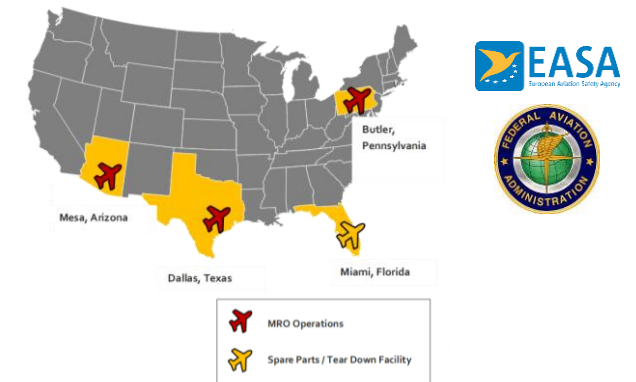 EASA
European Aviation Safety Agency
FEDERAL AVIATION
ADMINISTRATION
Butler,
Pennsylvania
Mesa, Arizona
Dallas, Texas
Miami, Florida
MRO Operations
Spare Parts / Tear Down Facility